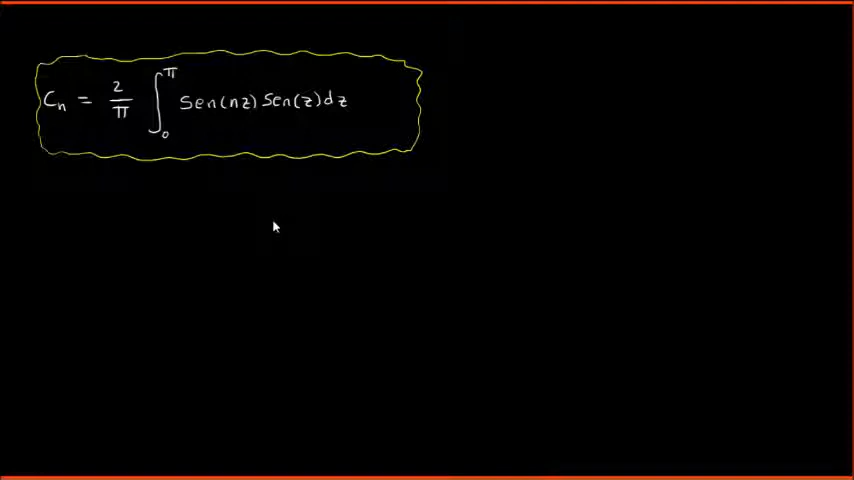 Cₙ = 2/π ∫₀^π Sen(nz) Sen(z) dz